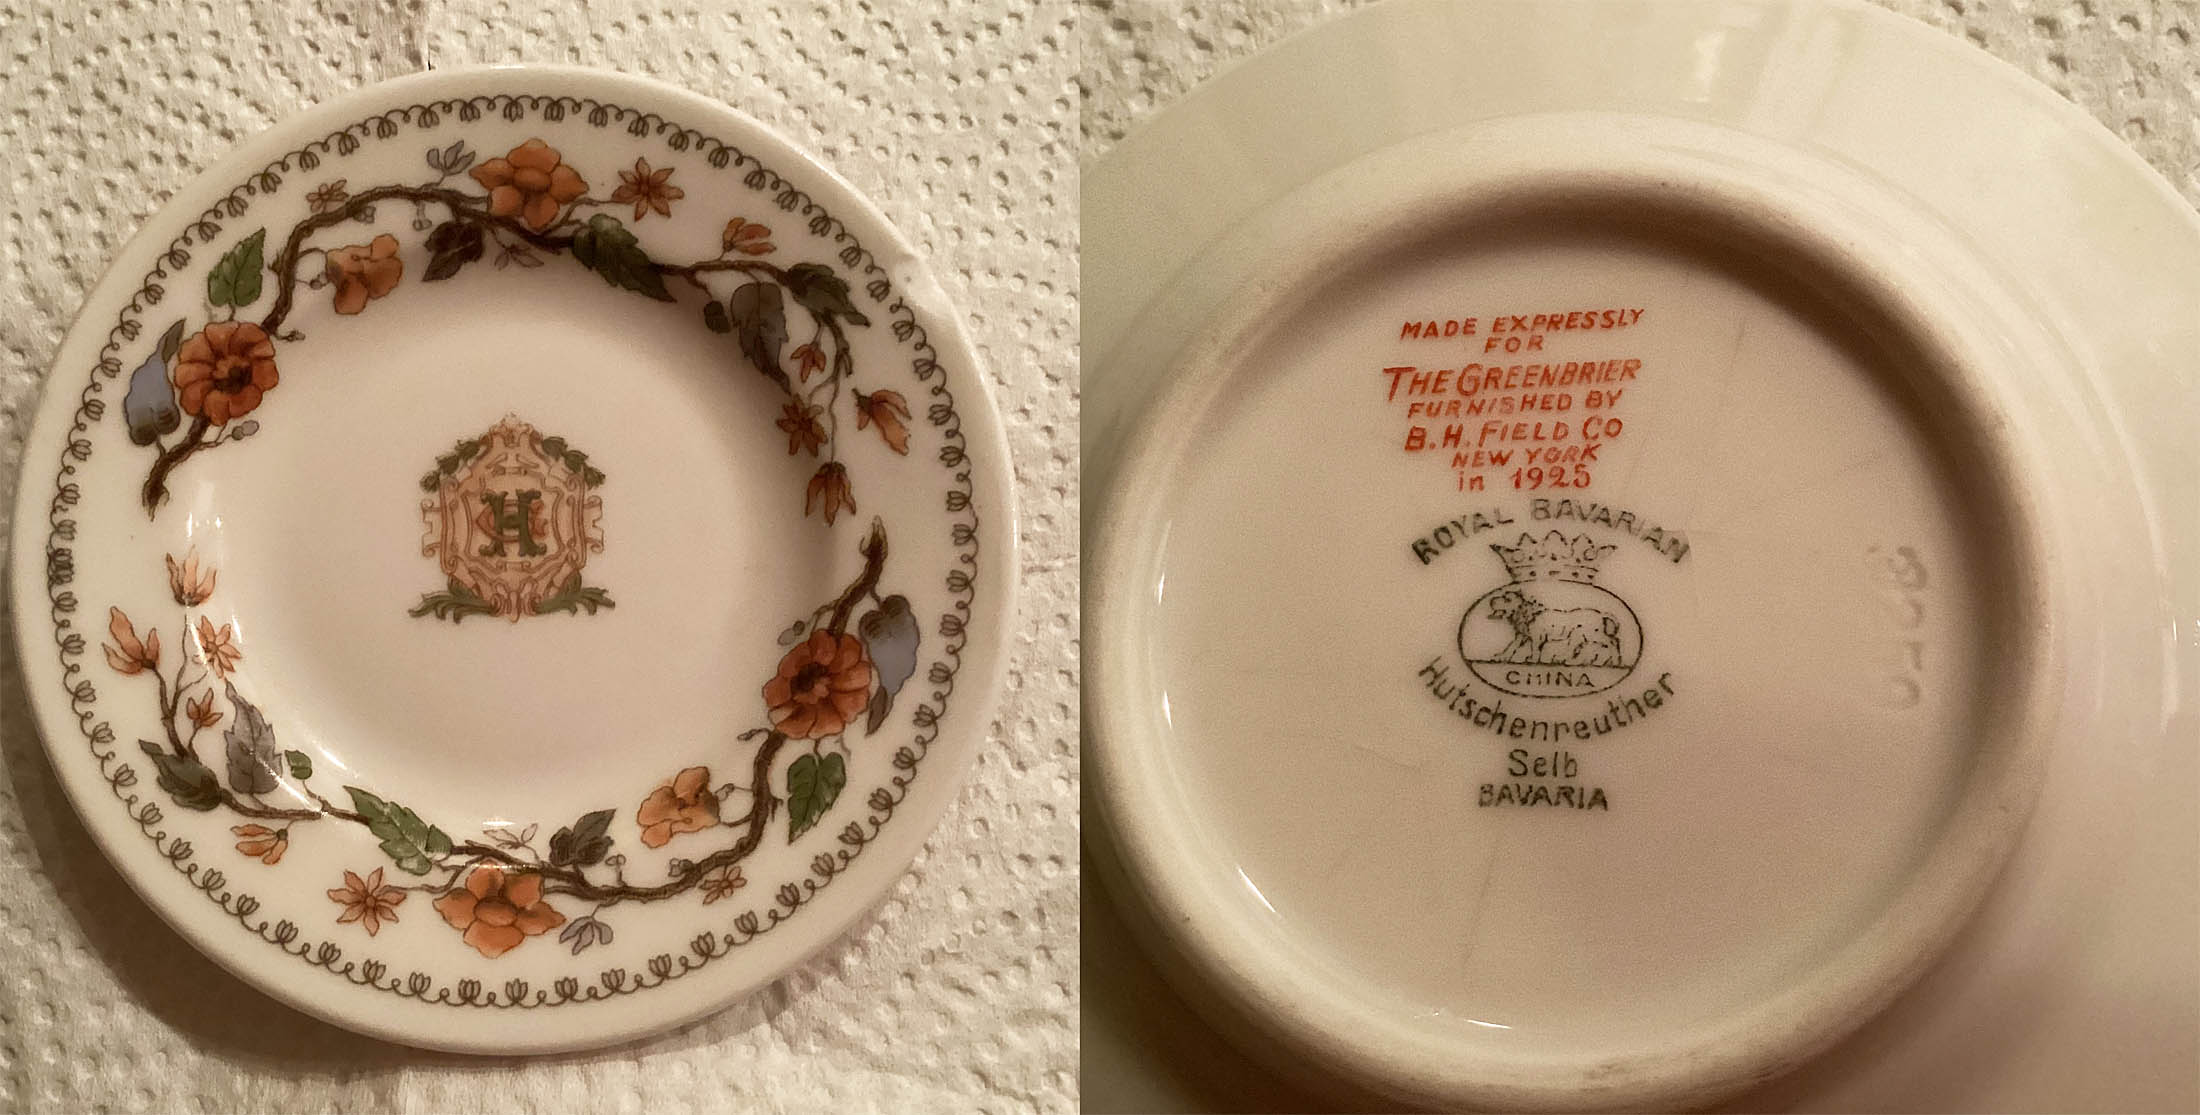 H
MADE EXPRESSLY
FOR
THE GREENBRIER
FURNISHED BY
B. H. FIELD CO
NEW YORK
in 1925
ROYAL BAVARIAN
CHINA
Hutschenreuther
Selb
BAVARIA